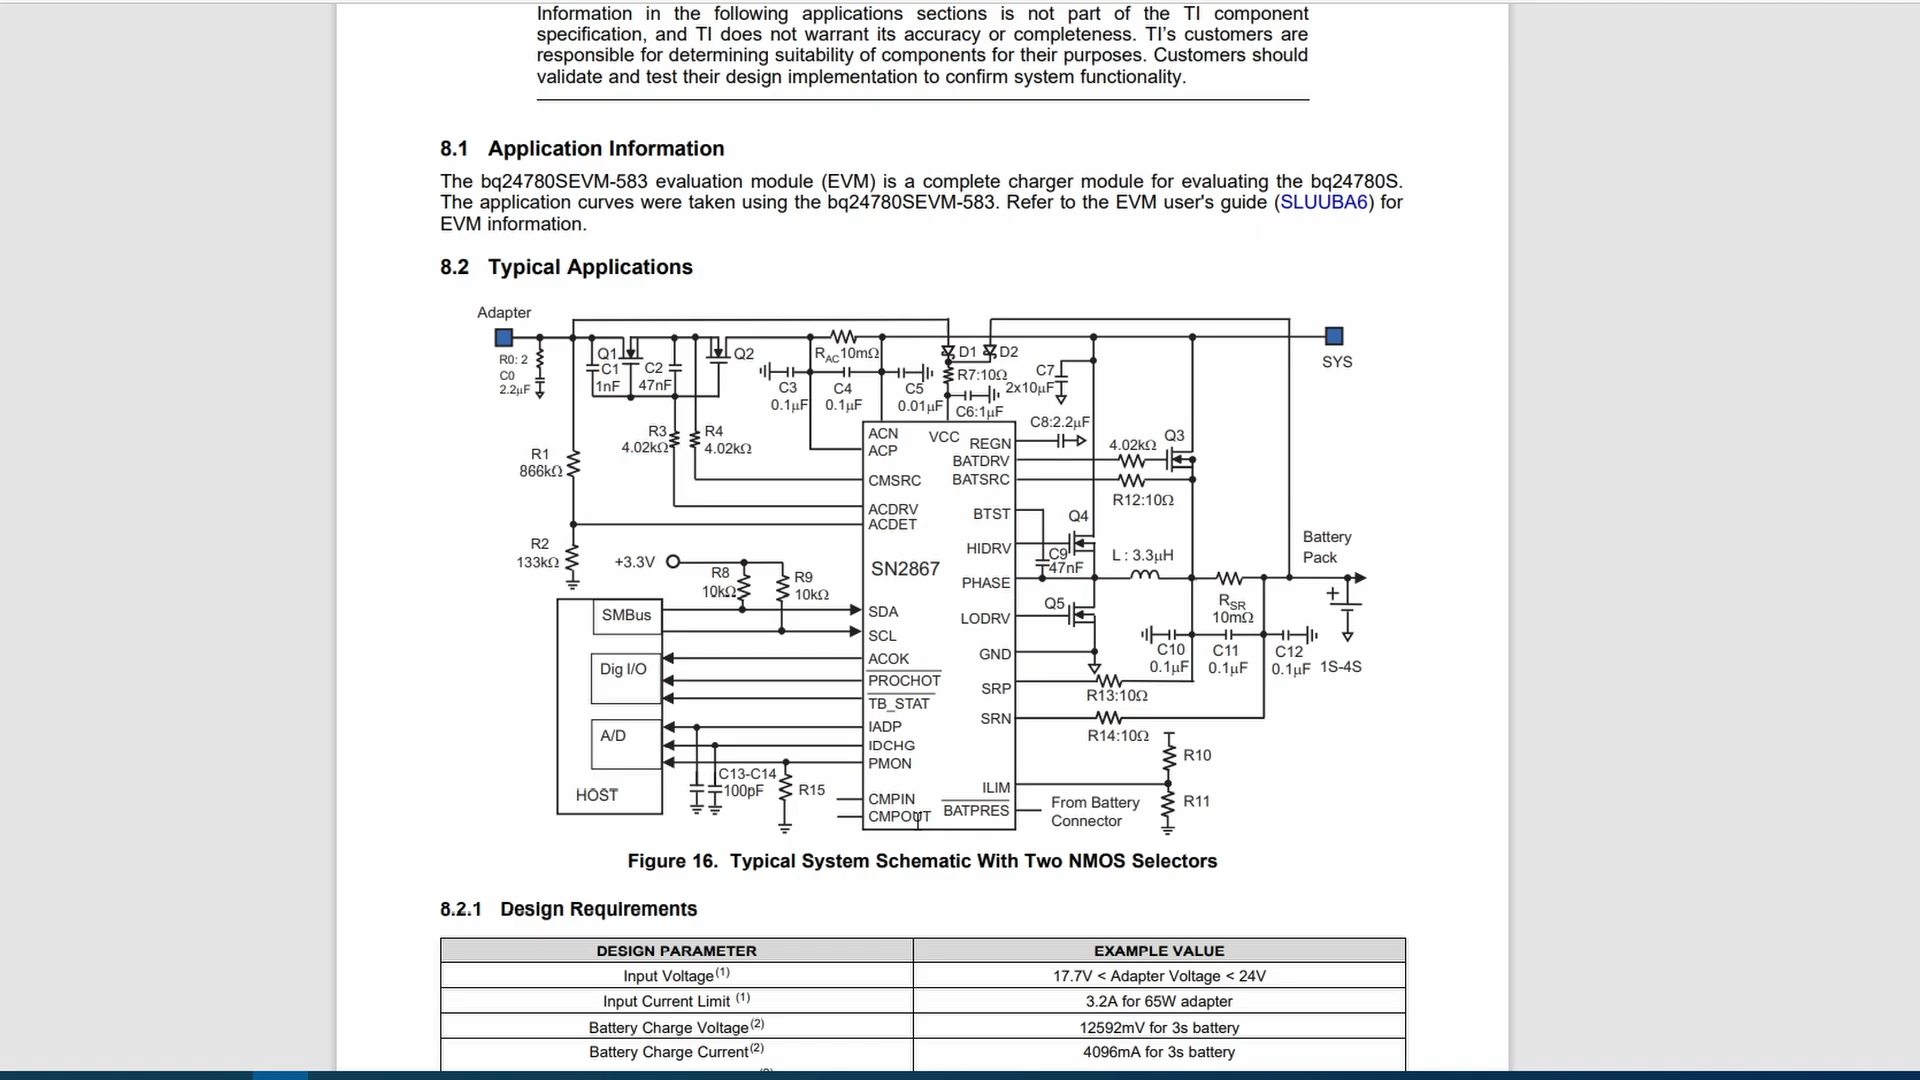 Information in the following applications sections is not part of the TI component
specification, and TI does not warrant its accuracy or completeness. TI's customers are
responsible for determining suitability of components for their purposes. Customers should
validate and test their design implementation to confirm system functionality.
8.1 Application Information
The bq24780SEVM-583 evaluation module (EVM) is a complete charger module for evaluating the bq24780S.
The application curves were taken using the bq24780SEVM-583. Refer to the EVM user's guide (SLUUBA6) for
EVM information.
8.2 Typical Applications
Adapter
SYS
R0: 2
C0
2.2µF
Q1
C1
1nF
C2
47nF
Q2
RAC 10mΩ
D1
D2
C3
0.1µF
C4
0.1µF
C5
0.01µF
R7:10Ω
C6:1µF
C7
2x10µF
C8:2.2µF
R3
4.02kΩ
R4
4.02kΩ
R1
866kΩ
R2
133kΩ
4.02kΩ
Q3
R12:10Ω
Q4
C9
47nF
L : 3.3µH
Q5
RSR
10mΩ
Battery
Pack
+
C10
0.1µF
C11
0.1µF
C12
0.1µF
1S-4S
R13:10Ω
R14:10Ω
R10
R11
From Battery
Connector
ACN
ACP
CMSRC
ACDRV
ACDET
SN2867
SDA
SCL
ACOK
PROCHOT
TB_STAT
IADP
IDCHG
PMON
CMPIN
CMPOUT
VCC
REGN
BATDRV
BATSRC
BTST
HIDRV
PHASE
LODRV
GND
SRP
SRN
ILIM
BATPRES
+3.3V
R8
10kΩ
R9
10kΩ
SMBus
Dig I/O
A/D
HOST
C13-C14
100pF
R15
Figure 16. Typical System Schematic With Two NMOS Selectors
8.2.1 Design Requirements
DESIGN PARAMETER EXAMPLE VALUE
Input Voltage(1) 17.7V < Adapter Voltage < 24V
Input Current Limit (1) 3.2A for 65W adapter
Battery Charge Voltage(2) 12592mV for 3s battery
Battery Charge Current(2) 4096mA for 3s battery